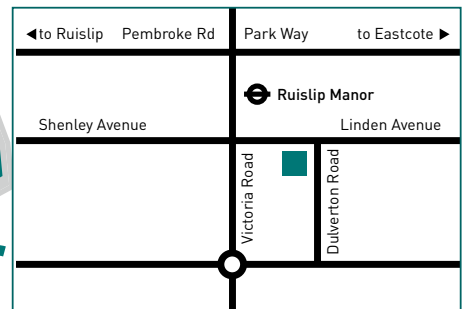 ◀to Ruislip Pembroke Rd Park Way to Eastcote ▶
Ruislip Manor
Shenley Avenue Linden Avenue
Victoria Road
Dulverton Road